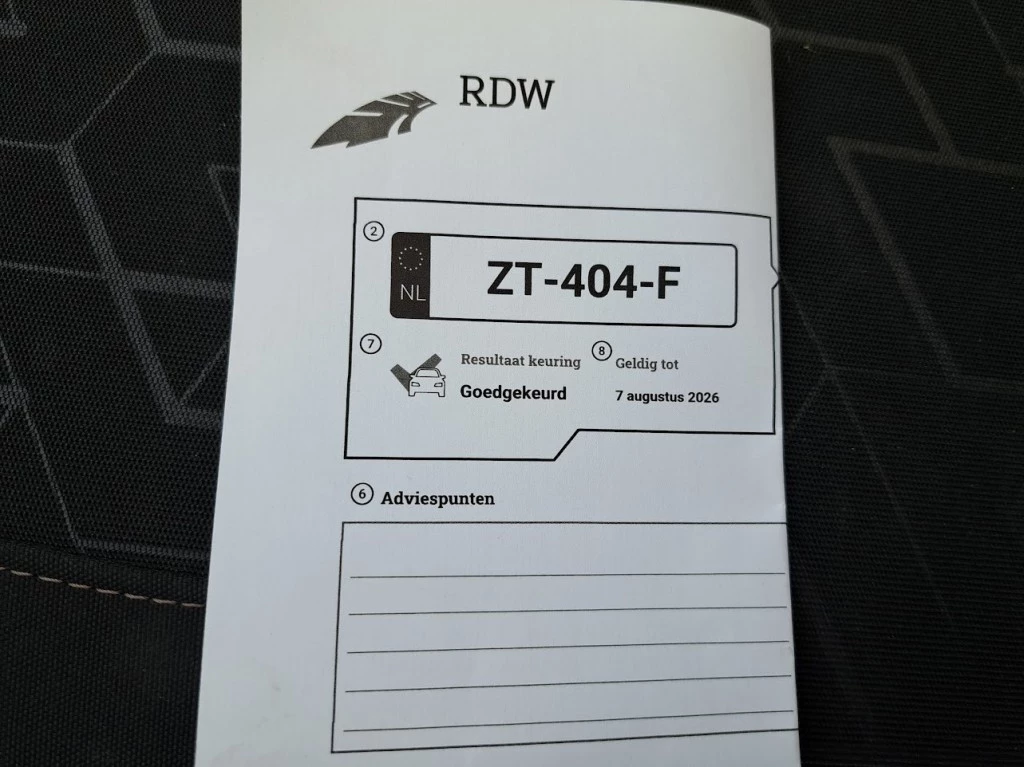 RDW
2
NL
ZT-404-F
7
Resultaat keuring
Goedgekeurd
8
Geldig tot
7 augustus 2026
6 Adviespunten